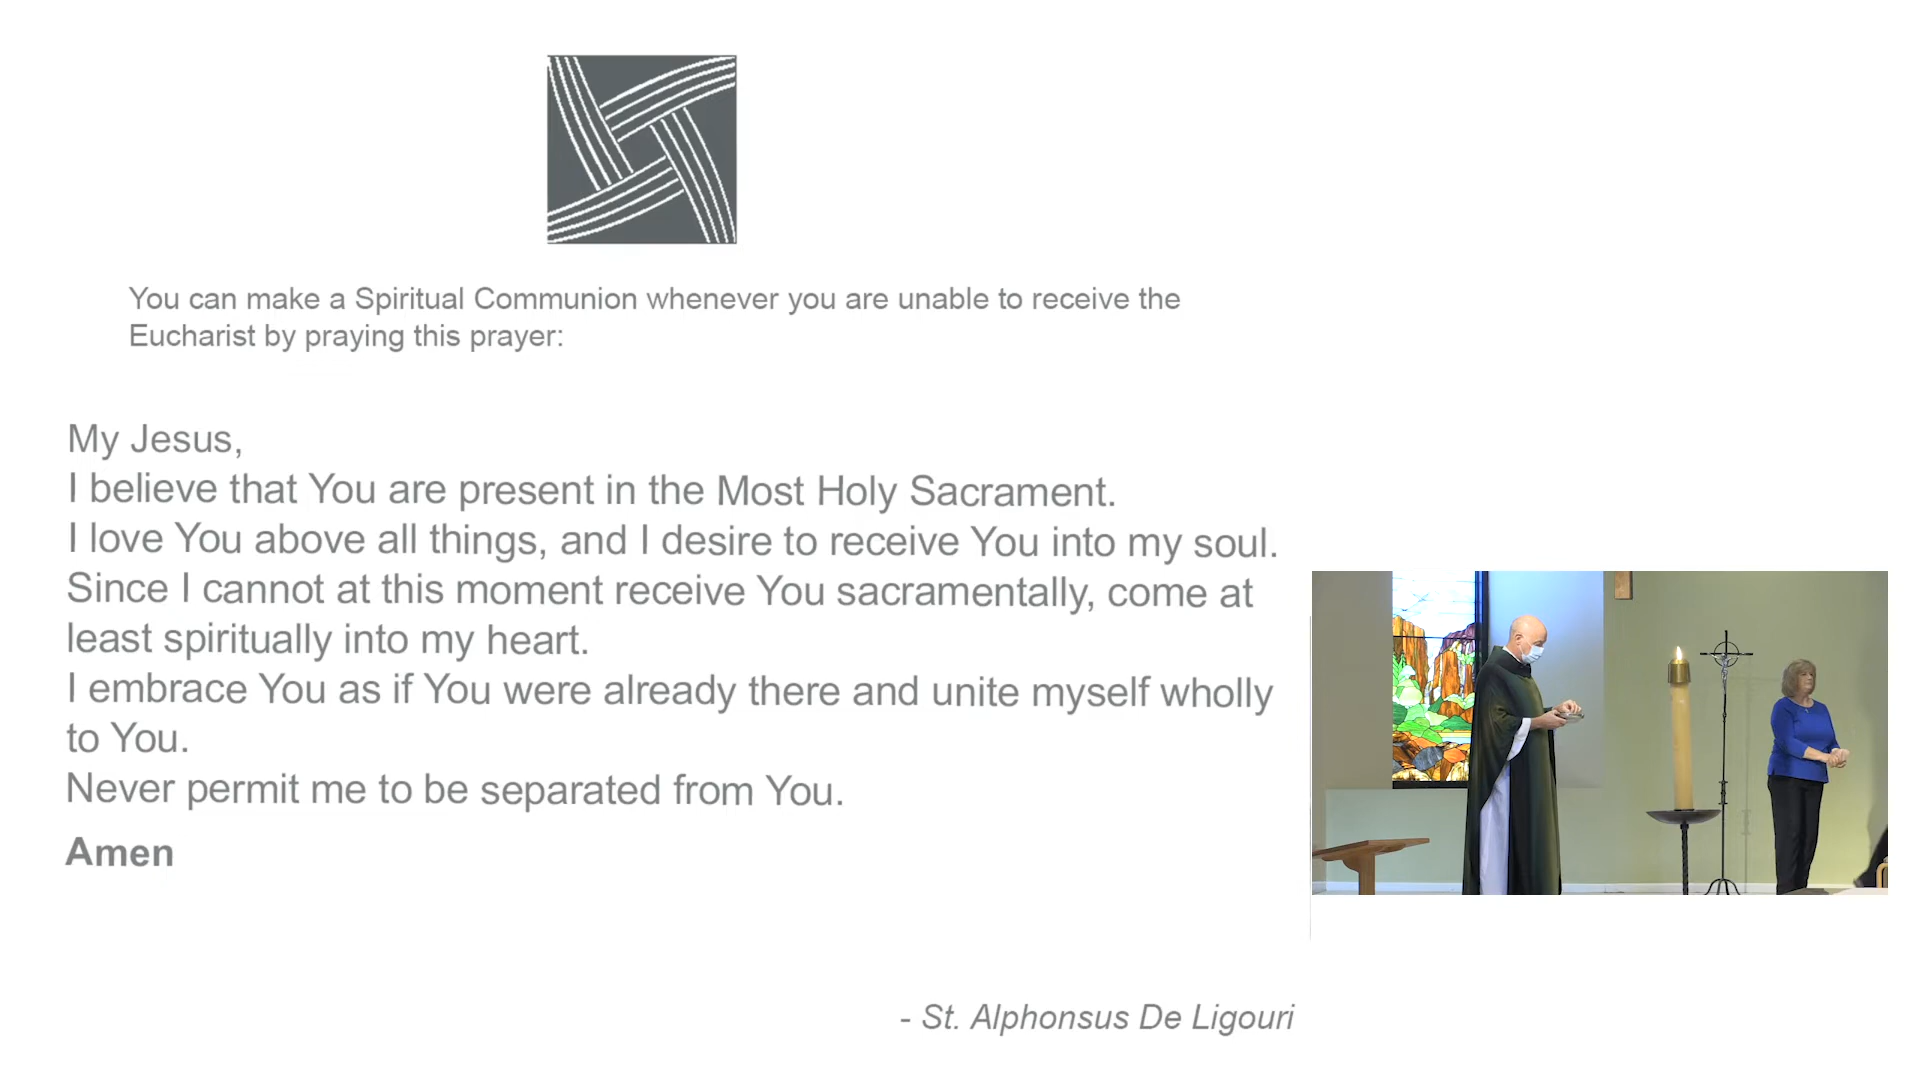 You can make a Spiritual Communion whenever you are unable to receive the
Eucharist by praying this prayer:
My Jesus,
I believe that You are present in the Most Holy Sacrament.
I love You above all things, and I desire to receive You into my soul.
Since I cannot at this moment receive You sacramentally, come at
least spiritually into my heart.
I embrace You as if You were already there and unite myself wholly
to You.
Never permit me to be separated from You.
Amen
- St. Alphonsus De Ligouri